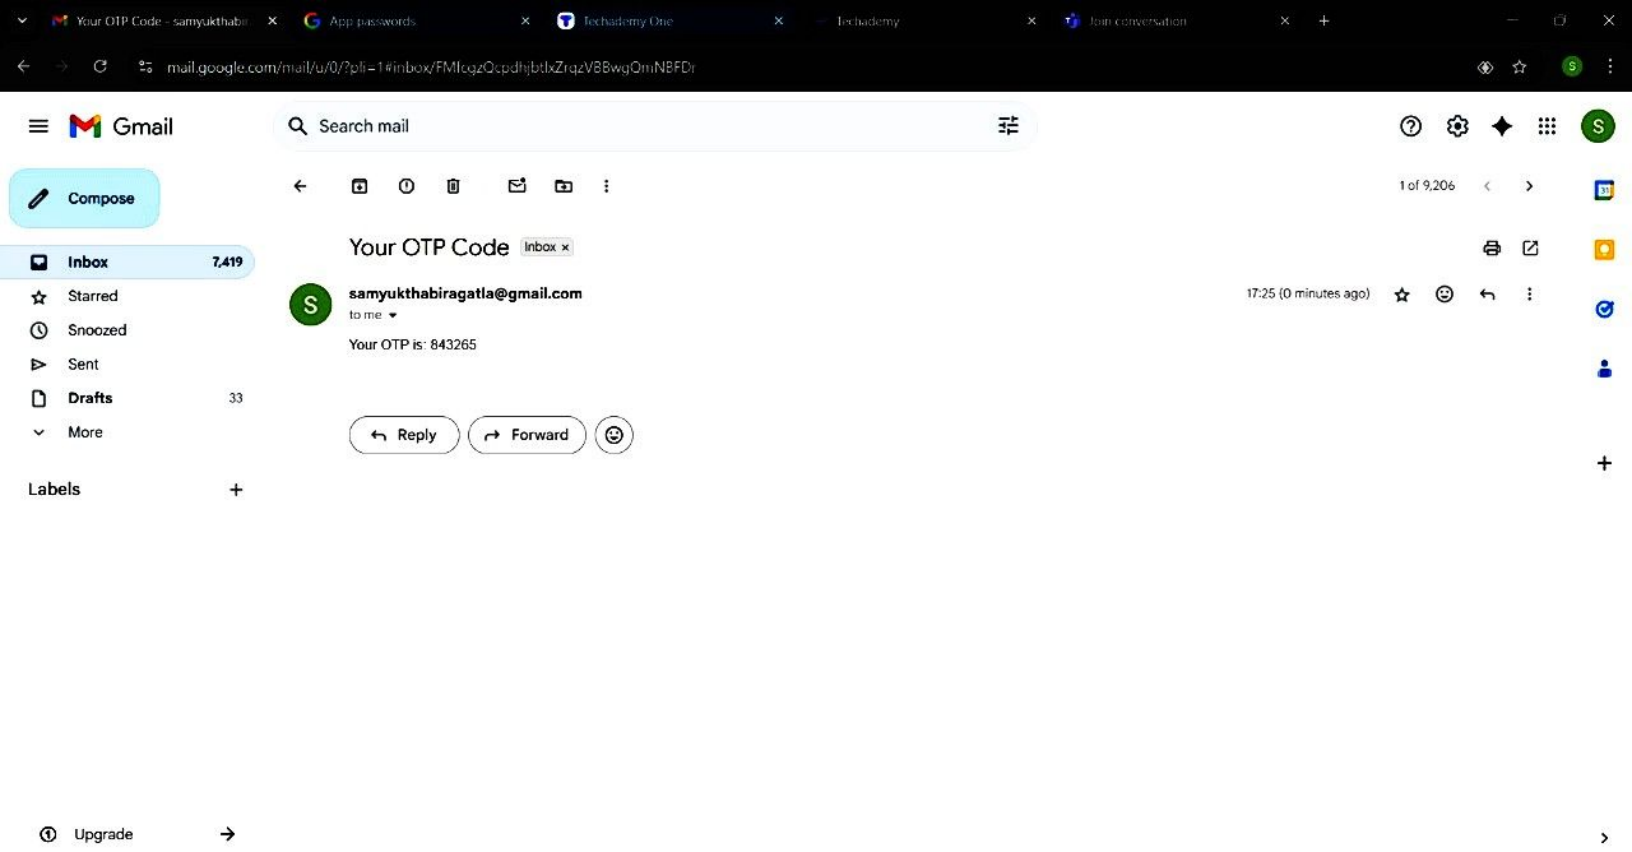 Your OTP Code - samyukthabi
App passwords
Techademy One
Techademy
Join conversation
mail.google.com/mail/u/0/?pli=1#inbox/FMfcgzQcpdhjbtlxZrqzVBBwgQmNBFDr
S
Gmail
Search mail
S
Compose
1 of 9,206
31
Your OTP Code
Inbox x
Inbox
7,419
Starred
Snoozed
Sent
Drafts
33
More
Labels
S
samyukthabiragatla@gmail.com
17:25 (0 minutes ago)
to me
Your OTP is: 843265
Reply
Forward
Upgrade